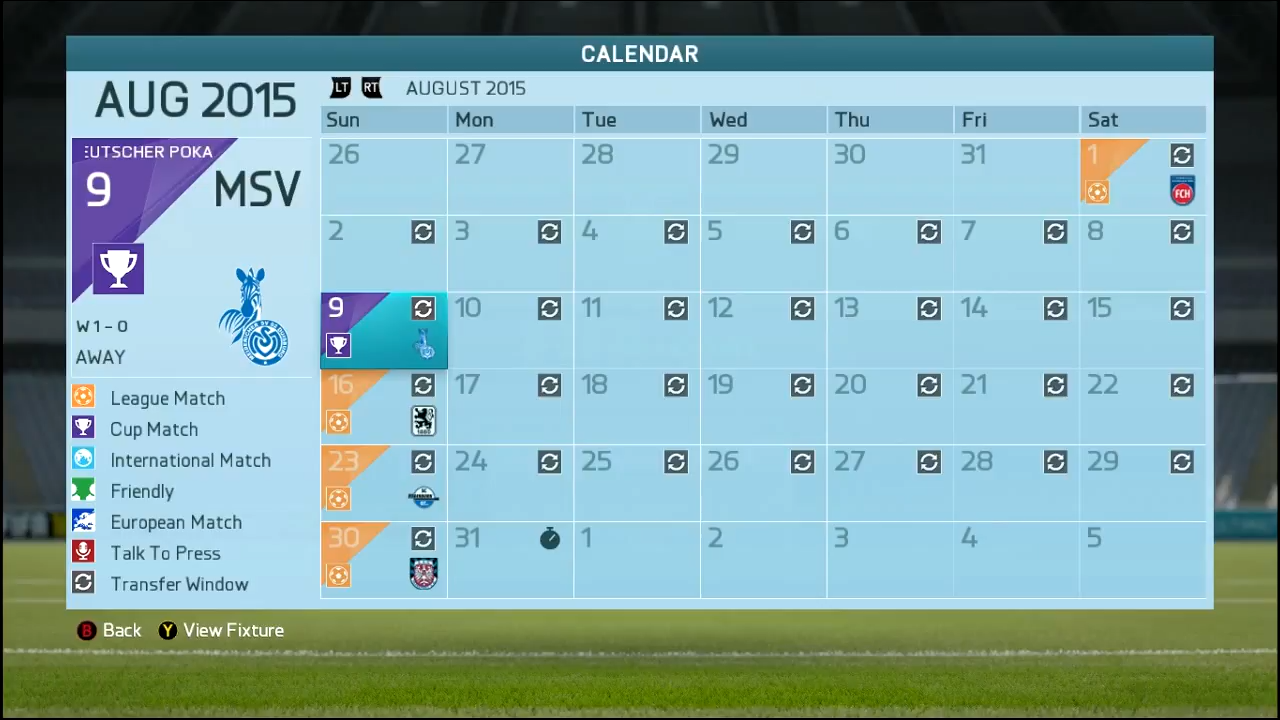 CALENDAR
AUG 2015
LT RT AUGUST 2015
Sun Mon Tue Wed Thu Fri Sat
EUTSCHER POKA
9 MSV
W 1 - 0
AWAY
26 27 28 29 30 31 1
FCH
2 3 4 5 6 7 8
9 10 11 12 13 14 15
16 17 18 19 20 21 22
1860
23 24 25 26 27 28 29
30 31 1 2 3 4 5
League Match
Cup Match
International Match
Friendly
European Match
Talk To Press
Transfer Window
B Back Y View Fixture